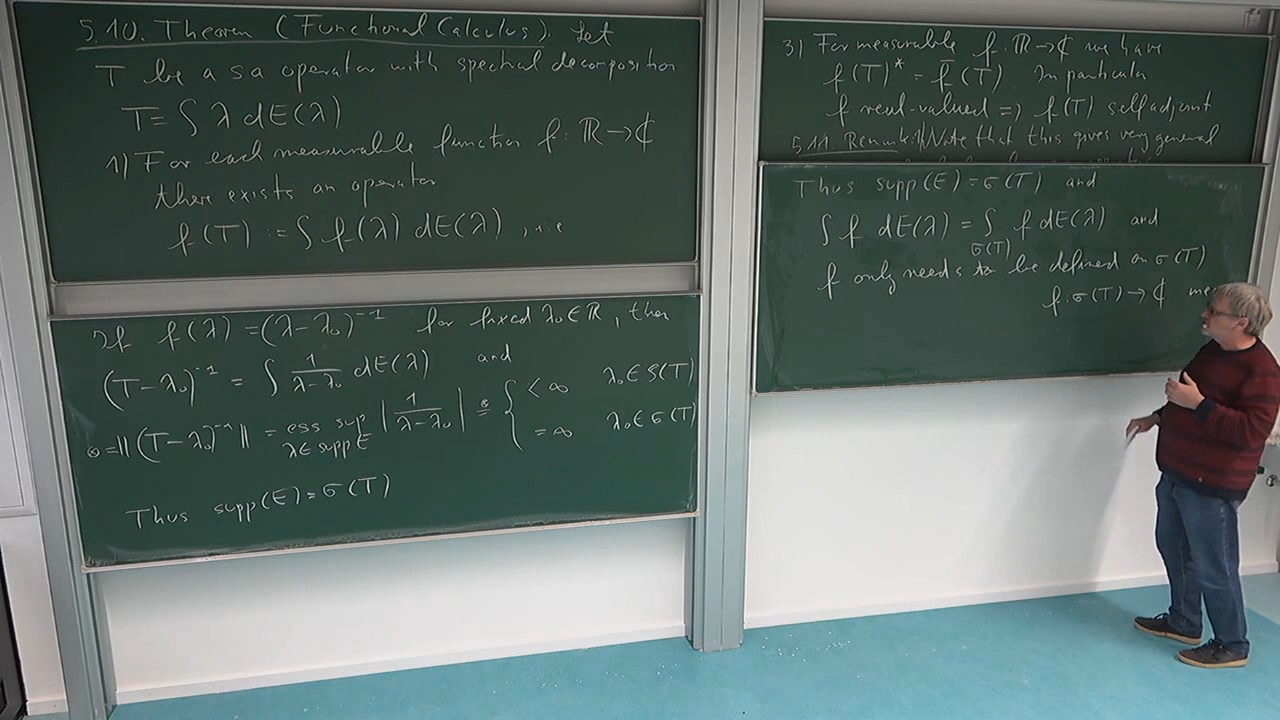 5.10. Theorem (Functional Calculus). Let
T be a sa operator with spectral decomposition
T = ∫ λ dE(λ)
1) For each measurable function f: ℝ → ℂ
there exists an operator
f(T) := ∫ f(λ) dE(λ), i.e
If f(λ) = (λ-λ₀)⁻¹ for fixed λ₀ ∈ ℝ, then
(T-λ₀)⁻¹ = ∫ 1/(λ-λ₀) dE(λ) and
⊗ = ||(T-λ₀)⁻¹|| = ess sup_{λ ∈ supp E} |1/(λ-λ₀)| = { < ∞ λ₀ ∈ ρ(T)
= ∞ λ₀ ∈ σ(T)
Thus supp(E) = σ(T)
3) For measurable f: ℝ → ℂ we have
f(T)* = f̄(T) In particular
f real-valued ⇒ f(T) selfadjoint
5.11. Remark: 1) Note that this gives very general
Thus supp(E) = σ(T) and
∫ f dE(λ) = ∫_{σ(T)} f dE(λ) and
f only needs to be defined on σ(T)
f: σ(T) → ℂ